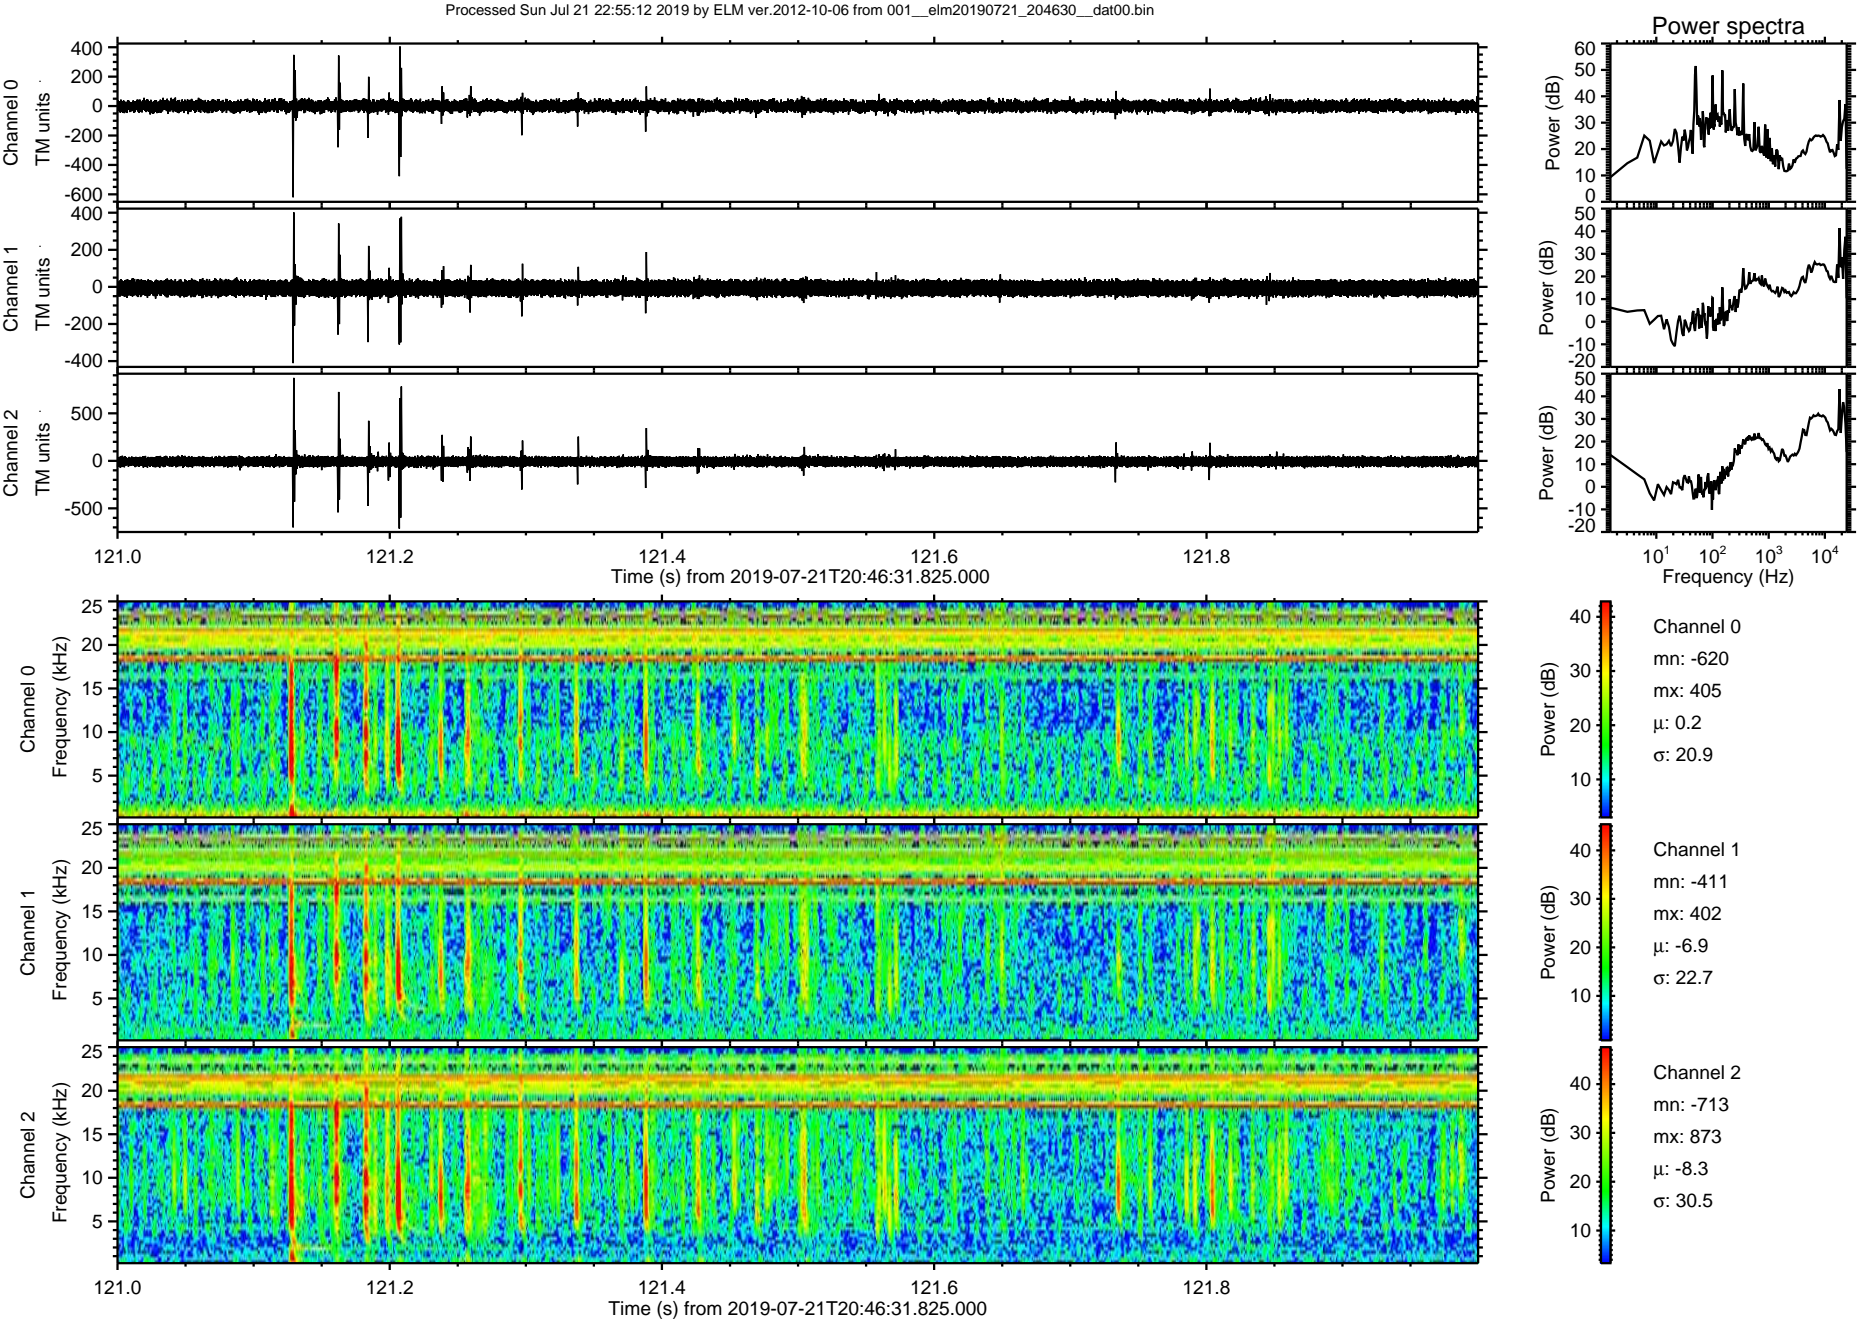 Processed Sun Jul 21 22:55:12 2019 by ELM ver.2012-10-06 from 001__elm20190721_204630__dat00.bin
Power spectra
Channel 0
TM units
400
200
0
-200
-400
-600
Power (dB)
60
50
40
30
20
10
0
Channel 1
TM units
400
200
0
-200
-400
Power (dB)
50
40
30
20
10
0
-10
-20
Channel 2
TM units
500
0
-500
Power (dB)
50
40
30
20
10
0
-10
-20
121.0 121.2 121.4 121.6 121.8
Time (s) from 2019-07-21T20:46:31.825.000
10¹ 10² 10³ 10⁴
Frequency (Hz)
Channel 0
Frequency (kHz)
25
20
15
10
5
Power (dB)
40
30
20
10
Channel 0
mn: -620
mx: 405
μ: 0.2
σ: 20.9
Channel 1
Frequency (kHz)
25
20
15
10
5
Power (dB)
40
30
20
10
Channel 1
mn: -411
mx: 402
μ: -6.9
σ: 22.7
Channel 2
Frequency (kHz)
25
20
15
10
5
Power (dB)
40
30
20
10
Channel 2
mn: -713
mx: 873
μ: -8.3
σ: 30.5
121.0 121.2 121.4 121.6 121.8
Time (s) from 2019-07-21T20:46:31.825.000